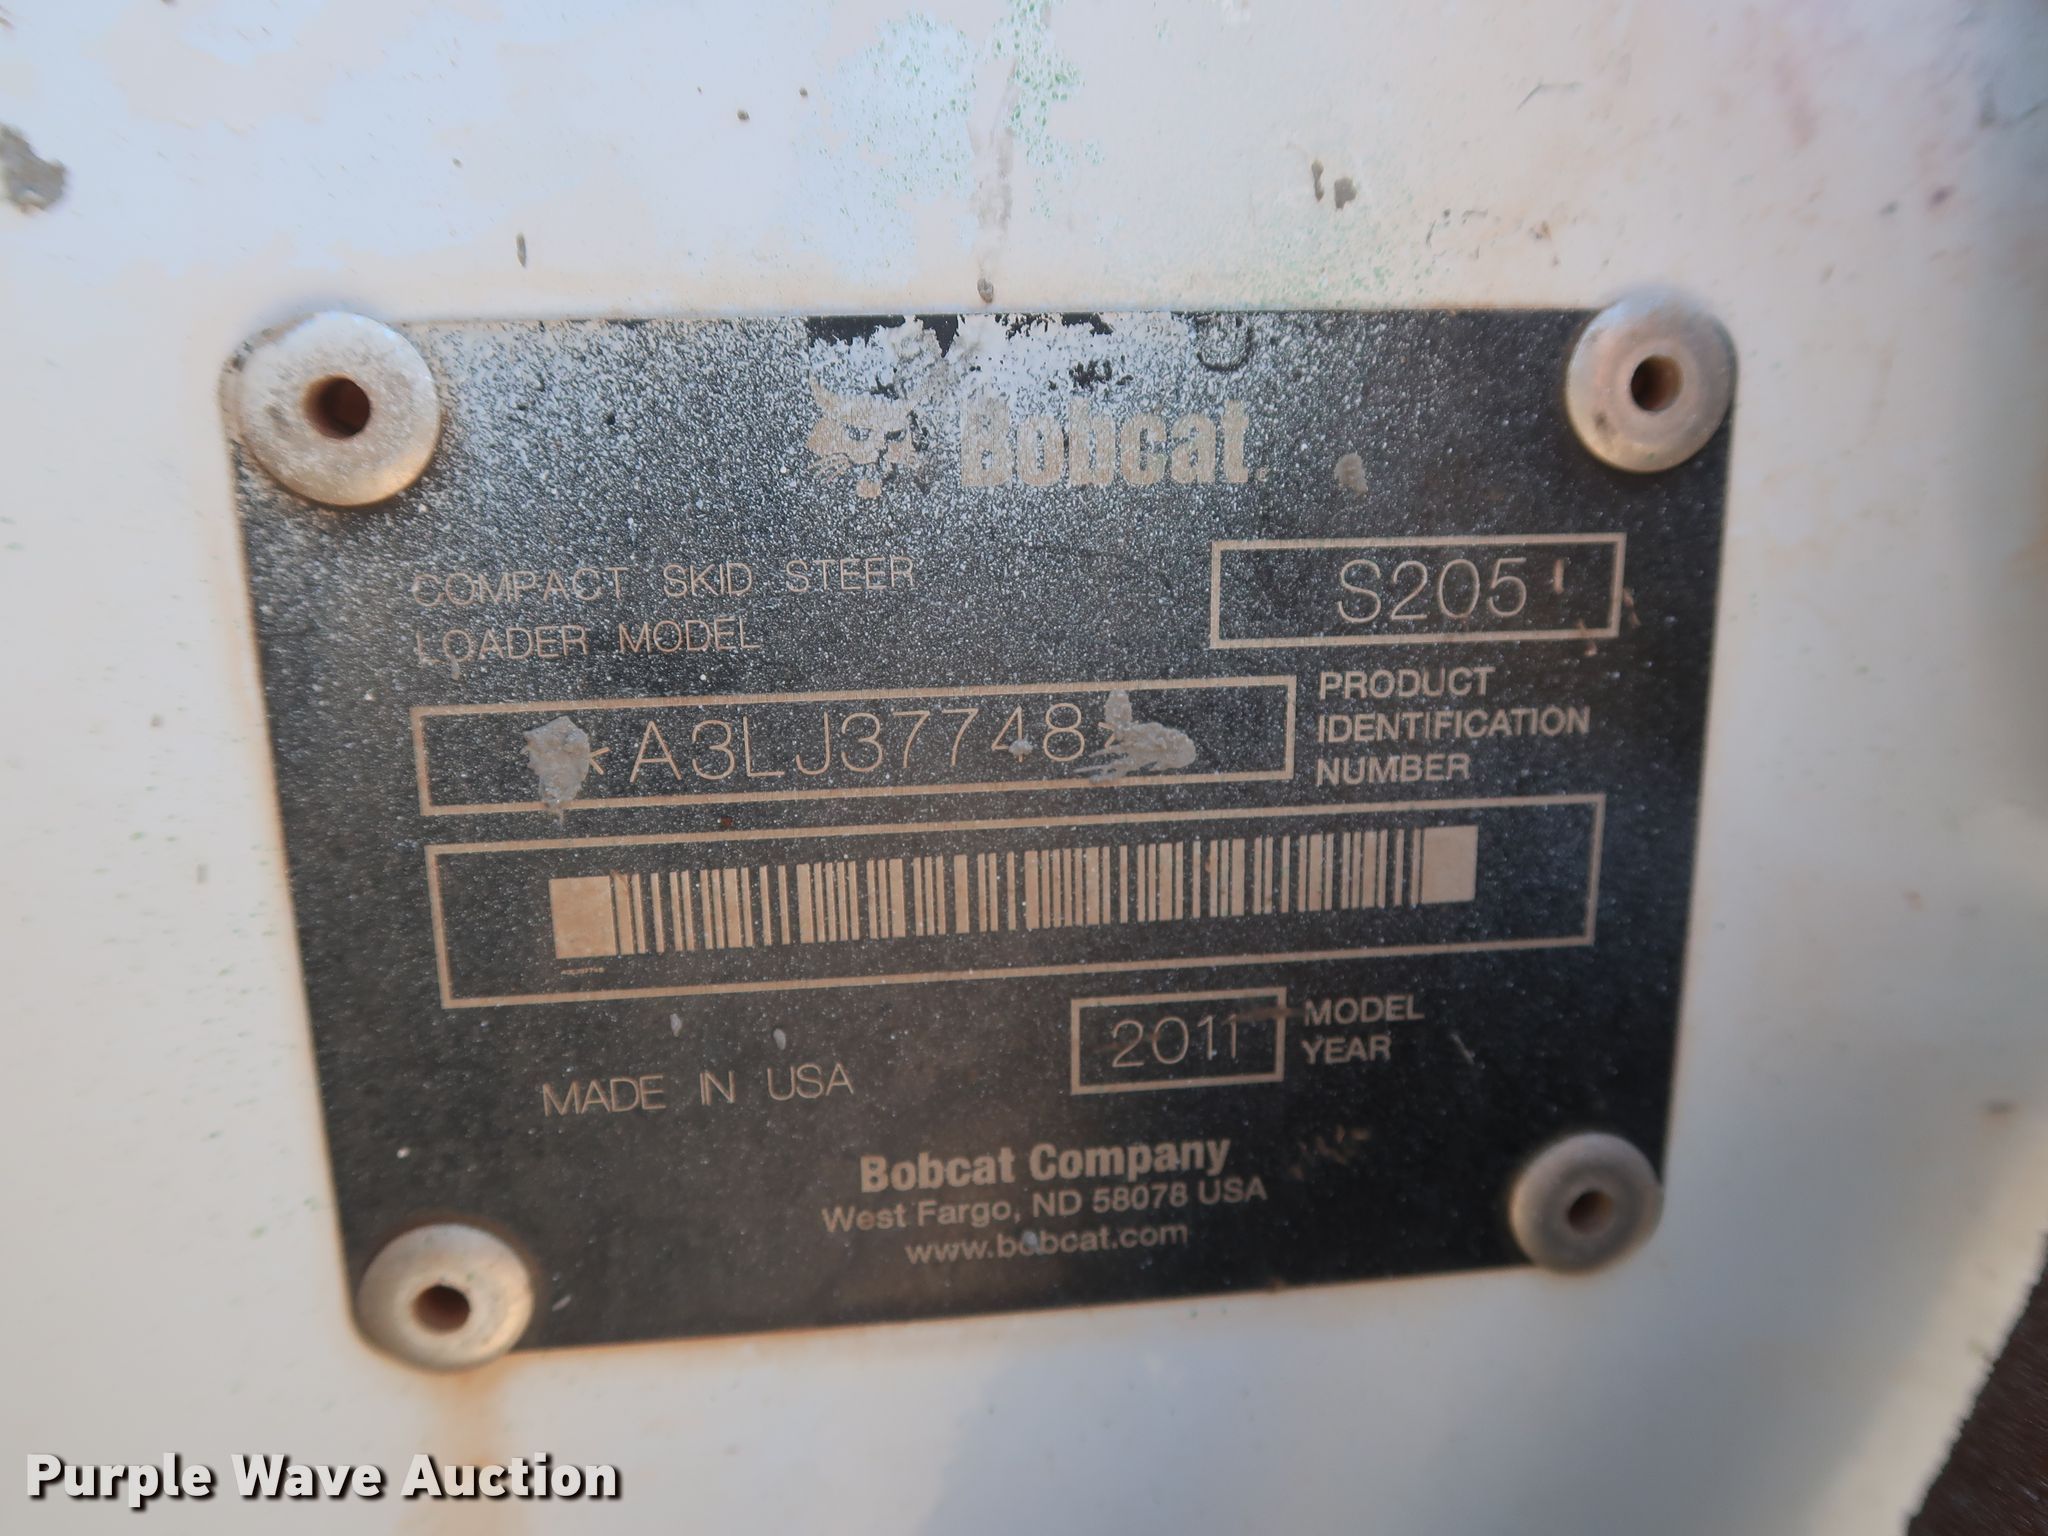 Bobcat
COMPACT SKID STEER
LOADER MODEL
S205
*A3LJ37748*
PRODUCT
IDENTIFICATION
NUMBER
MADE IN USA
2011
MODEL
YEAR
Bobcat Company
West Fargo, ND 58078 USA
www.bobcat.com
Purple Wave Auction